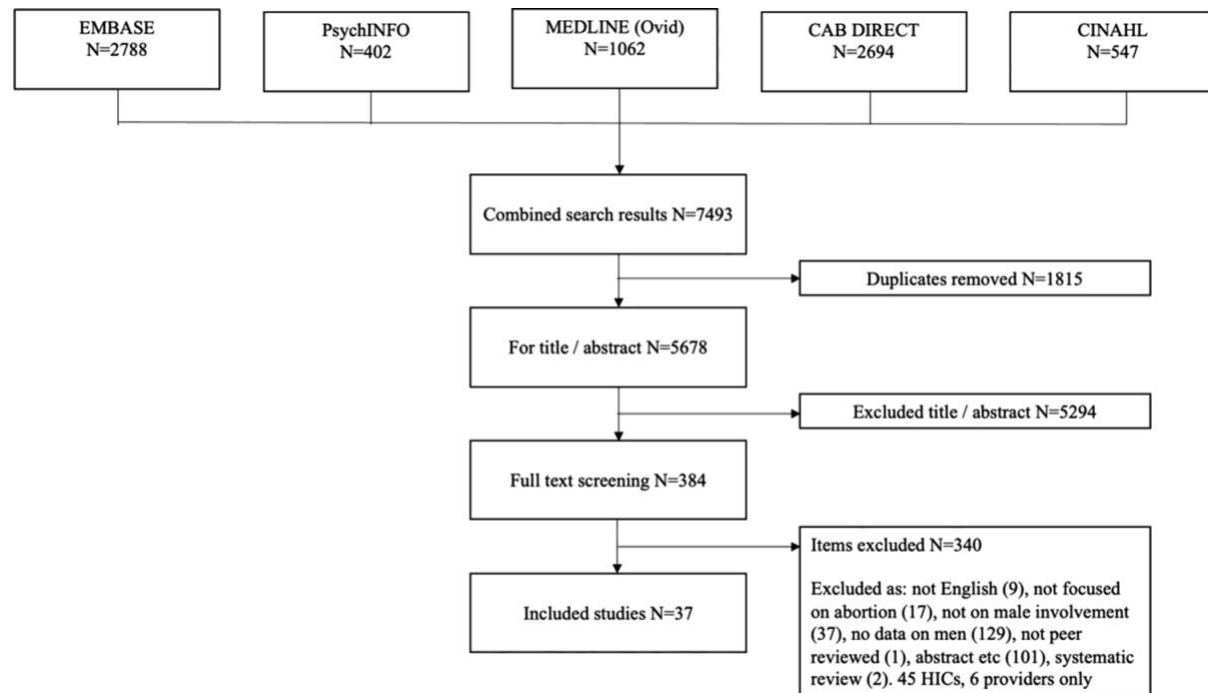 EMBASE
N=2788
PsychINFO
N=402
MEDLINE (Ovid)
N=1062
CAB DIRECT
N=2694
CINAHL
N=547
Combined search results N=7493
Duplicates removed N=1815
For title / abstract N=5678
Excluded title / abstract N=5294
Full text screening N=384
Items excluded N=340
Excluded as: not English (9), not focused
on abortion (17), not on male involvement
(37), no data on men (129), not peer
reviewed (1), abstract etc (101), systematic
review (2). 45 HICs, 6 providers only
Included studies N=37